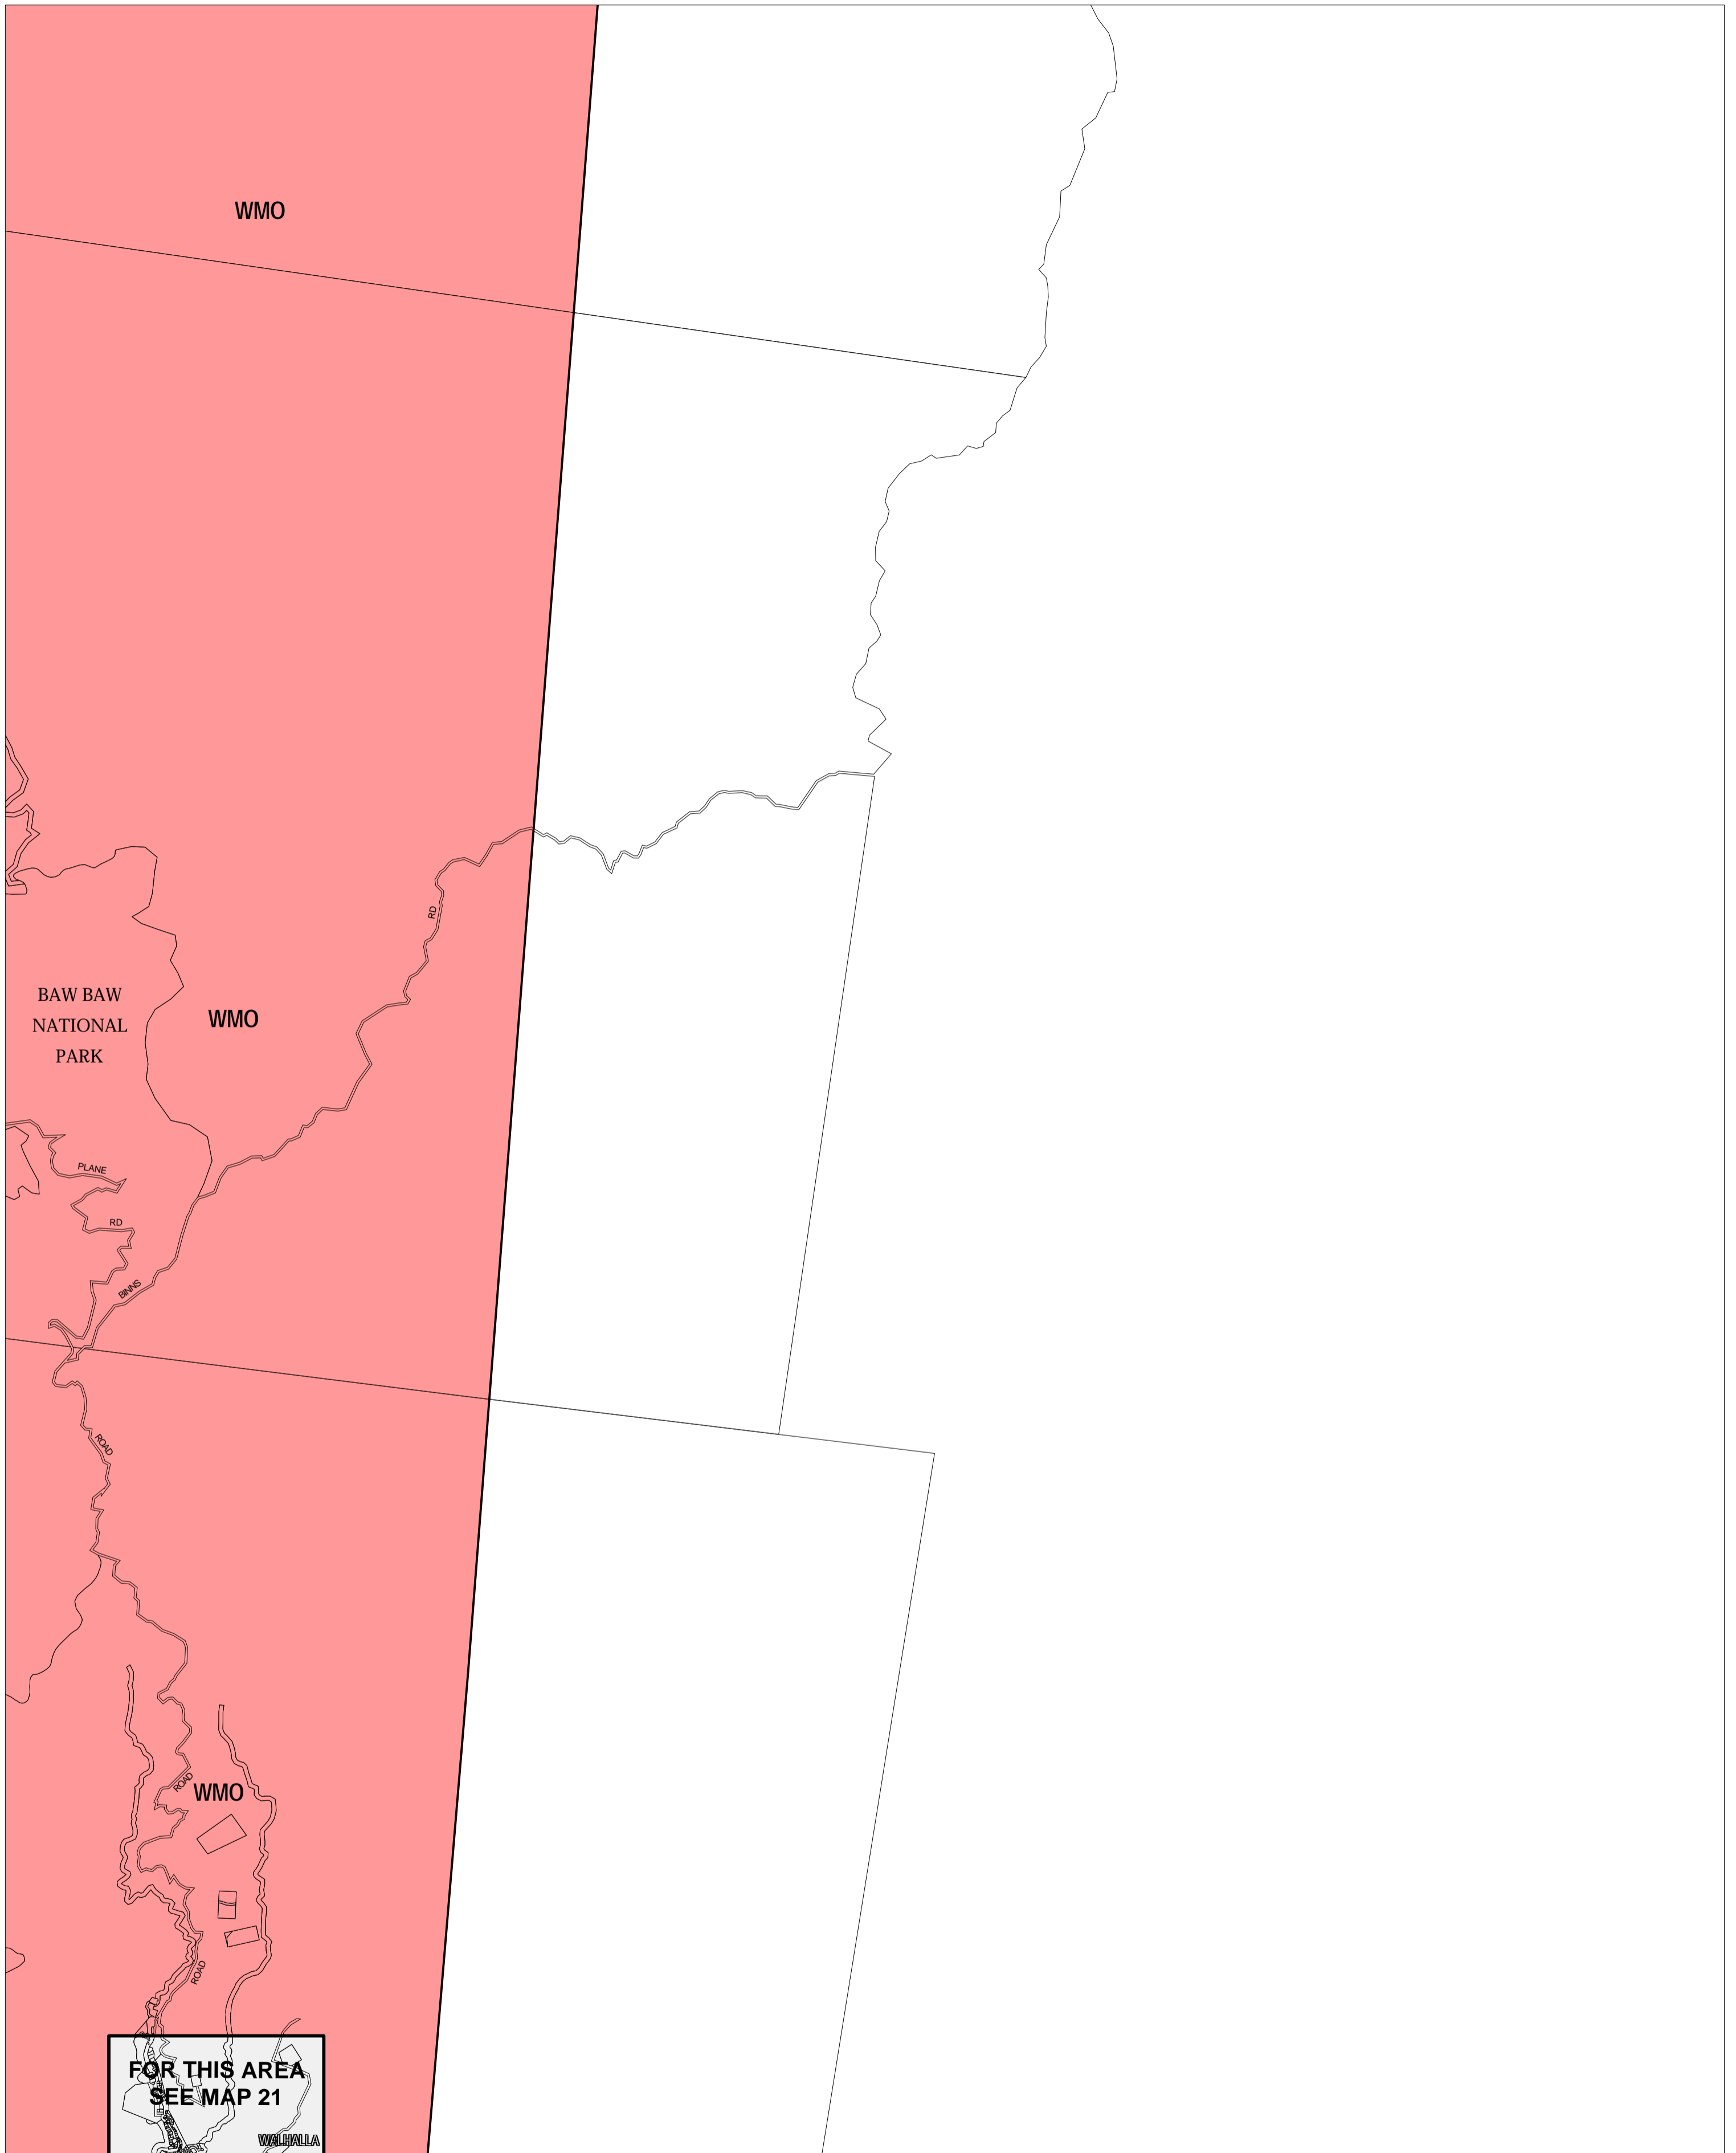 WMO
RD
BAW BAW
NATIONAL
PARK
WMO
PLANE
RD
BINNS
ROAD
ROAD
WMO
ROAD
FOR THIS AREA
SEE MAP 21
WALHALLA